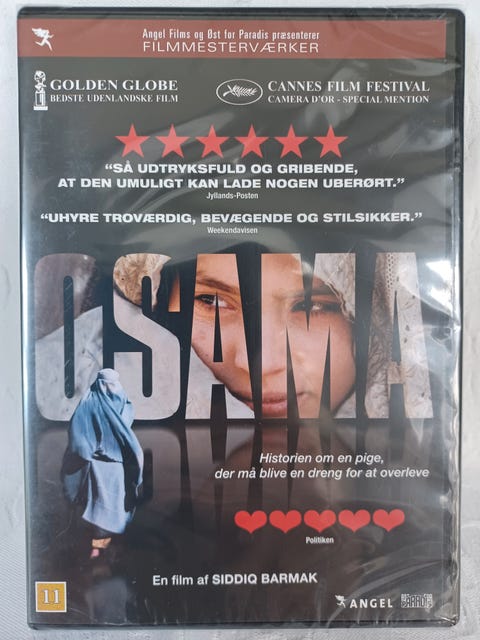 Angel Films og Øst for Paradis præsenterer
FILMMESTERVÆRKER
GOLDEN GLOBE
BEDSTE UDENLANDSKE FILM
CANNES FILM FESTIVAL
CAMERA D'OR - SPECIAL MENTION
"SÅ UDTRYKSFULD OG GRIBENDE,
AT DEN UMULIGT KAN LADE NOGEN UBERØRT."
Jyllands-Posten
"UHYRE TROVÆRDIG, BEVÆGENDE OG STILSIKKER."
Weekendavisen
OSAMA
Historien om en pige,
der må blive en dreng for at overleve
Politiken
En film af SIDDIQ BARMAK
11
ANGEL